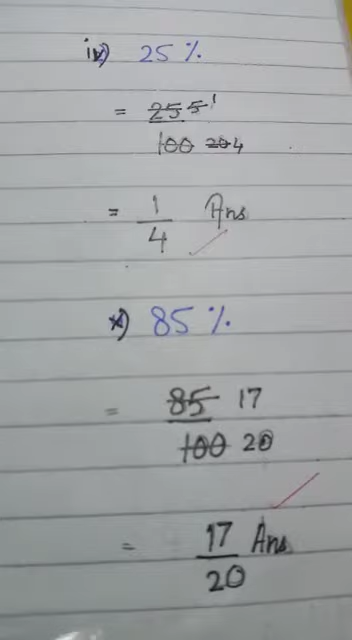 iv) 25 %
= 25 5 1
100 20 4
= 1 Ans
4
x) 85 %
= 85 17
100 20
= 17 Ans
20